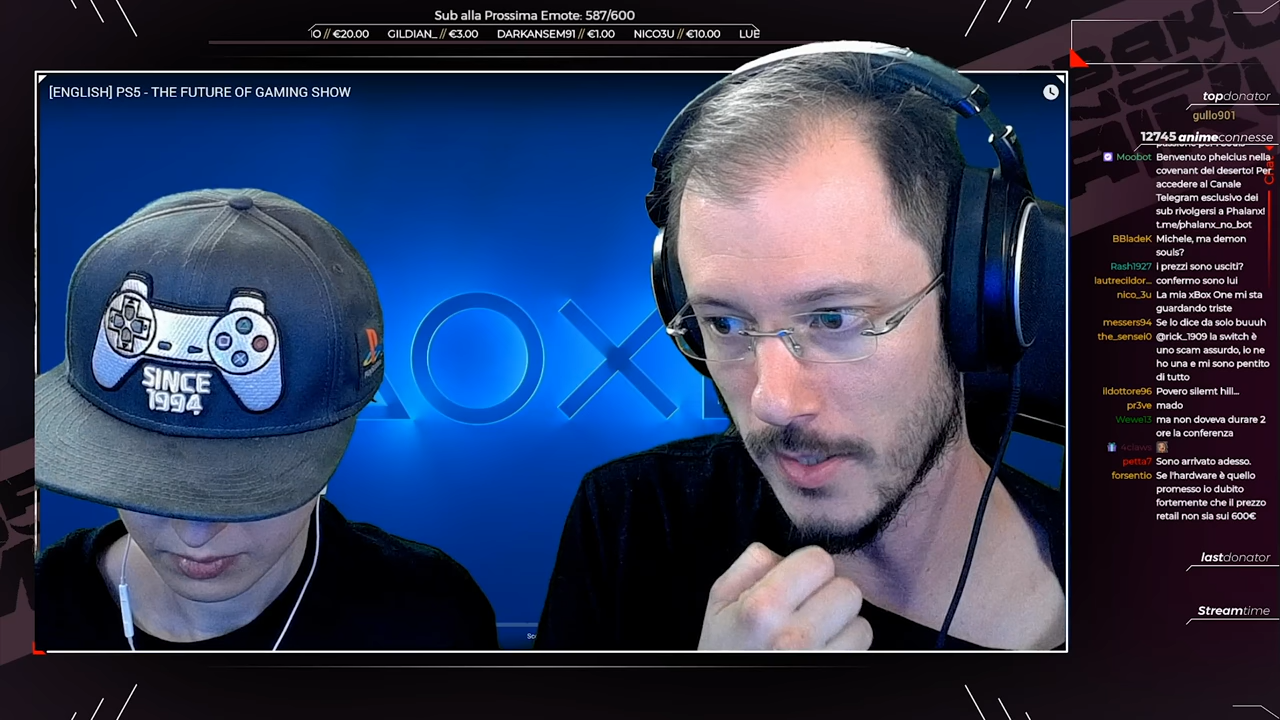 Sub alla Prossima Emote: 587/600
O // €20.00 GILDIAN_ // €3.00 DARKANSEM91 // €1.00 NICO3U // €10.00 LUE
[ENGLISH] PS5 - THE FUTURE OF GAMING SHOW
SINCE
1994
topdonator
gullo901
12745 animeconnesse
Moobot Benvenuto phelcius nella
covenant del deserto! Per
accedere al Canale
Telegram esclusivo dei
sub rivolgersi a Phalanx!
t.me/phalanx_no_bot
BBladeK Michele, ma demon
souls?
Rash1927 i prezzi sono usciti?
lautrecildor... confermo sono lui
nico_3u La mia xBox One mi sta
guardando triste
messers94 Se lo dice da solo buuuh
the_sensei0 @rick_1909 la switch è
uno scam assurdo, io ne
ho una e mi sono pentito
di tutto
ildottore96 Povero silemt hill...
pr3ve mado
Wewe13 ma non doveva durare 2
ore la conferenza
4claws
petta7 Sono arrivato adesso.
forsentio Se l'hardware è quello
promesso io dubito
fortemente che il prezzo
retail non sia sui 600€
lastdonator
Streamtime